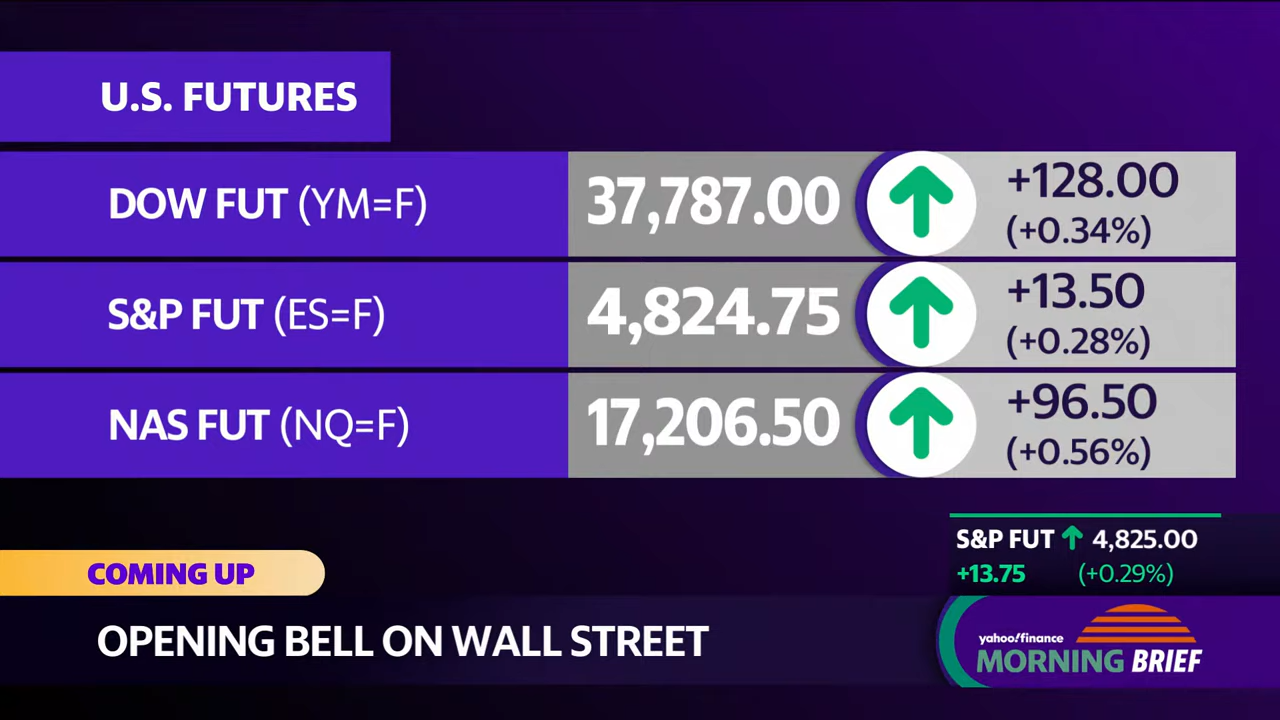 U.S. FUTURES
DOW FUT (YM=F) 37,787.00 +128.00
(+0.34%)
S&P FUT (ES=F) 4,824.75 +13.50
(+0.28%)
NAS FUT (NQ=F) 17,206.50 +96.50
(+0.56%)
S&P FUT 4,825.00
+13.75 (+0.29%)
COMING UP
OPENING BELL ON WALL STREET
yahoo!finance
MORNING BRIEF